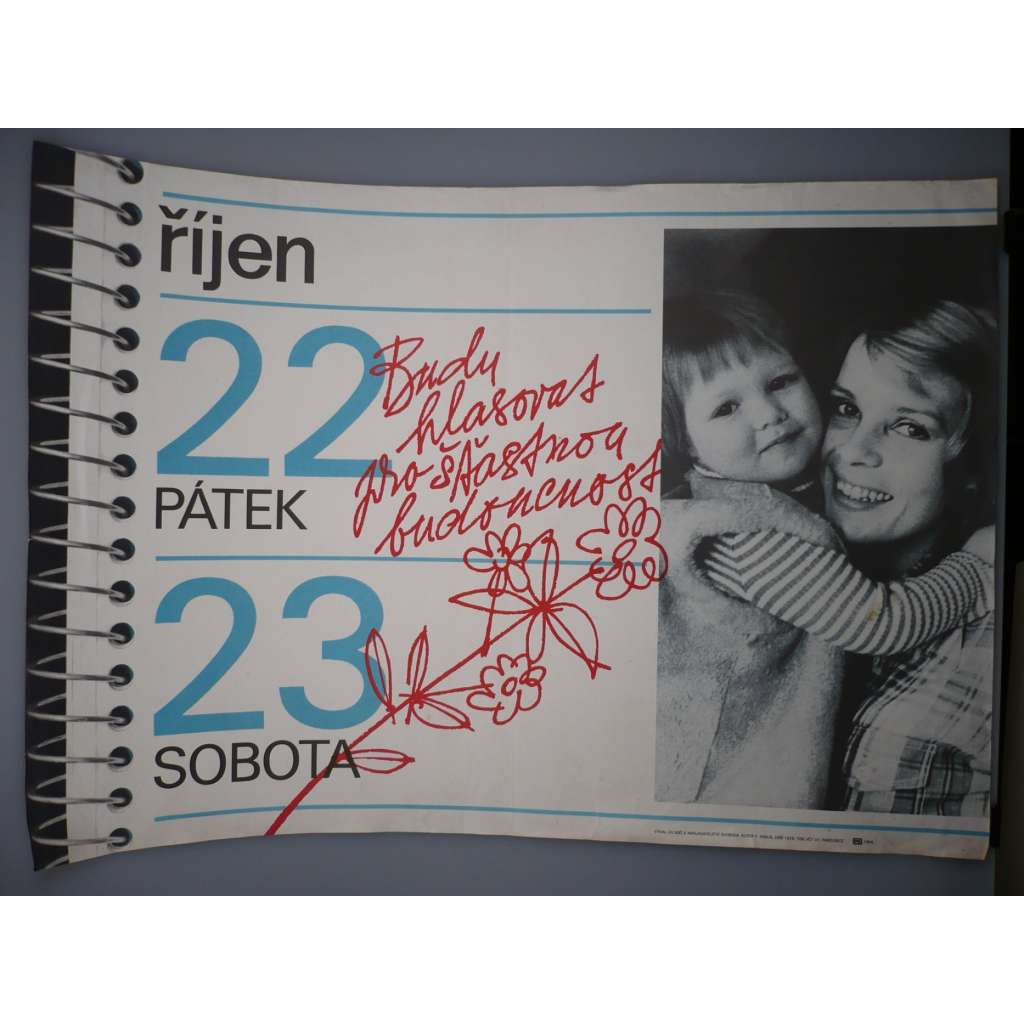 říjen
22
Budu
hlasovat
pro šťastnou
budoucnost
PÁTEK
23
SOBOTA